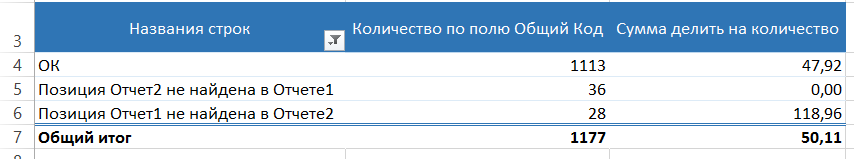 3 Названия строк Количество по полю Общий Код Сумма делить на количество
4 ОК 1113 47,92
5 Позиция Отчет2 не найдена в Отчете1 36 0,00
6 Позиция Отчет1 не найдена в Отчете2 28 118,96
7 Общий итог 1177 50,11